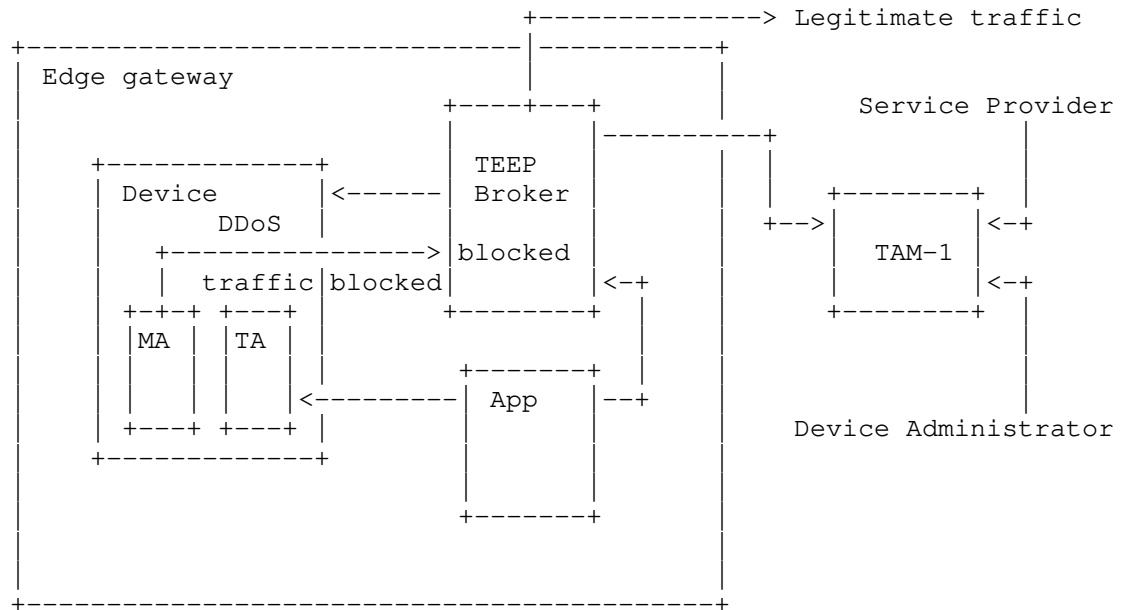 Legitimate traffic
Edge gateway
Service Provider
TEEP
Device
Broker
DDoS
blocked
TAM-1
traffic blocked
MA TA
App
Device Administrator